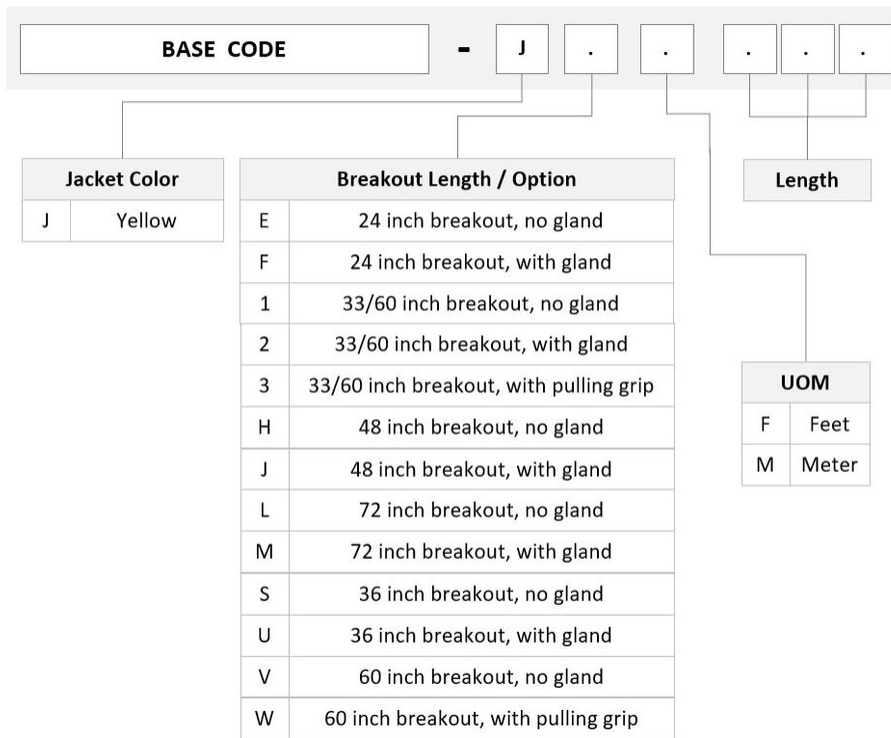 BASE CODE - J . . . . .
Jacket Color
J Yellow
Breakout Length / Option
E 24 inch breakout, no gland
F 24 inch breakout, with gland
1 33/60 inch breakout, no gland
2 33/60 inch breakout, with gland
3 33/60 inch breakout, with pulling grip
H 48 inch breakout, no gland
J 48 inch breakout, with gland
L 72 inch breakout, no gland
M 72 inch breakout, with gland
S 36 inch breakout, no gland
U 36 inch breakout, with gland
V 60 inch breakout, no gland
W 60 inch breakout, with pulling grip
Length
UOM
F Feet
M Meter